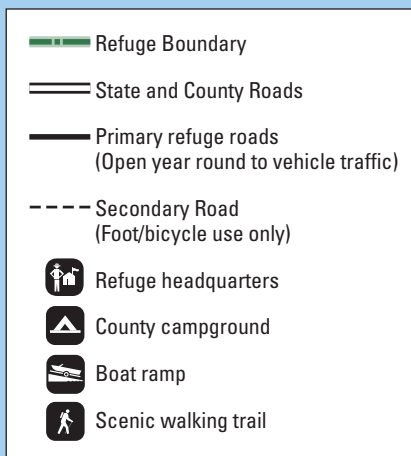 Refuge Boundary
State and County Roads
Primary refuge roads
(Open year round to vehicle traffic)
Secondary Road
(Foot/bicycle use only)
Refuge headquarters
County campground
Boat ramp
Scenic walking trail